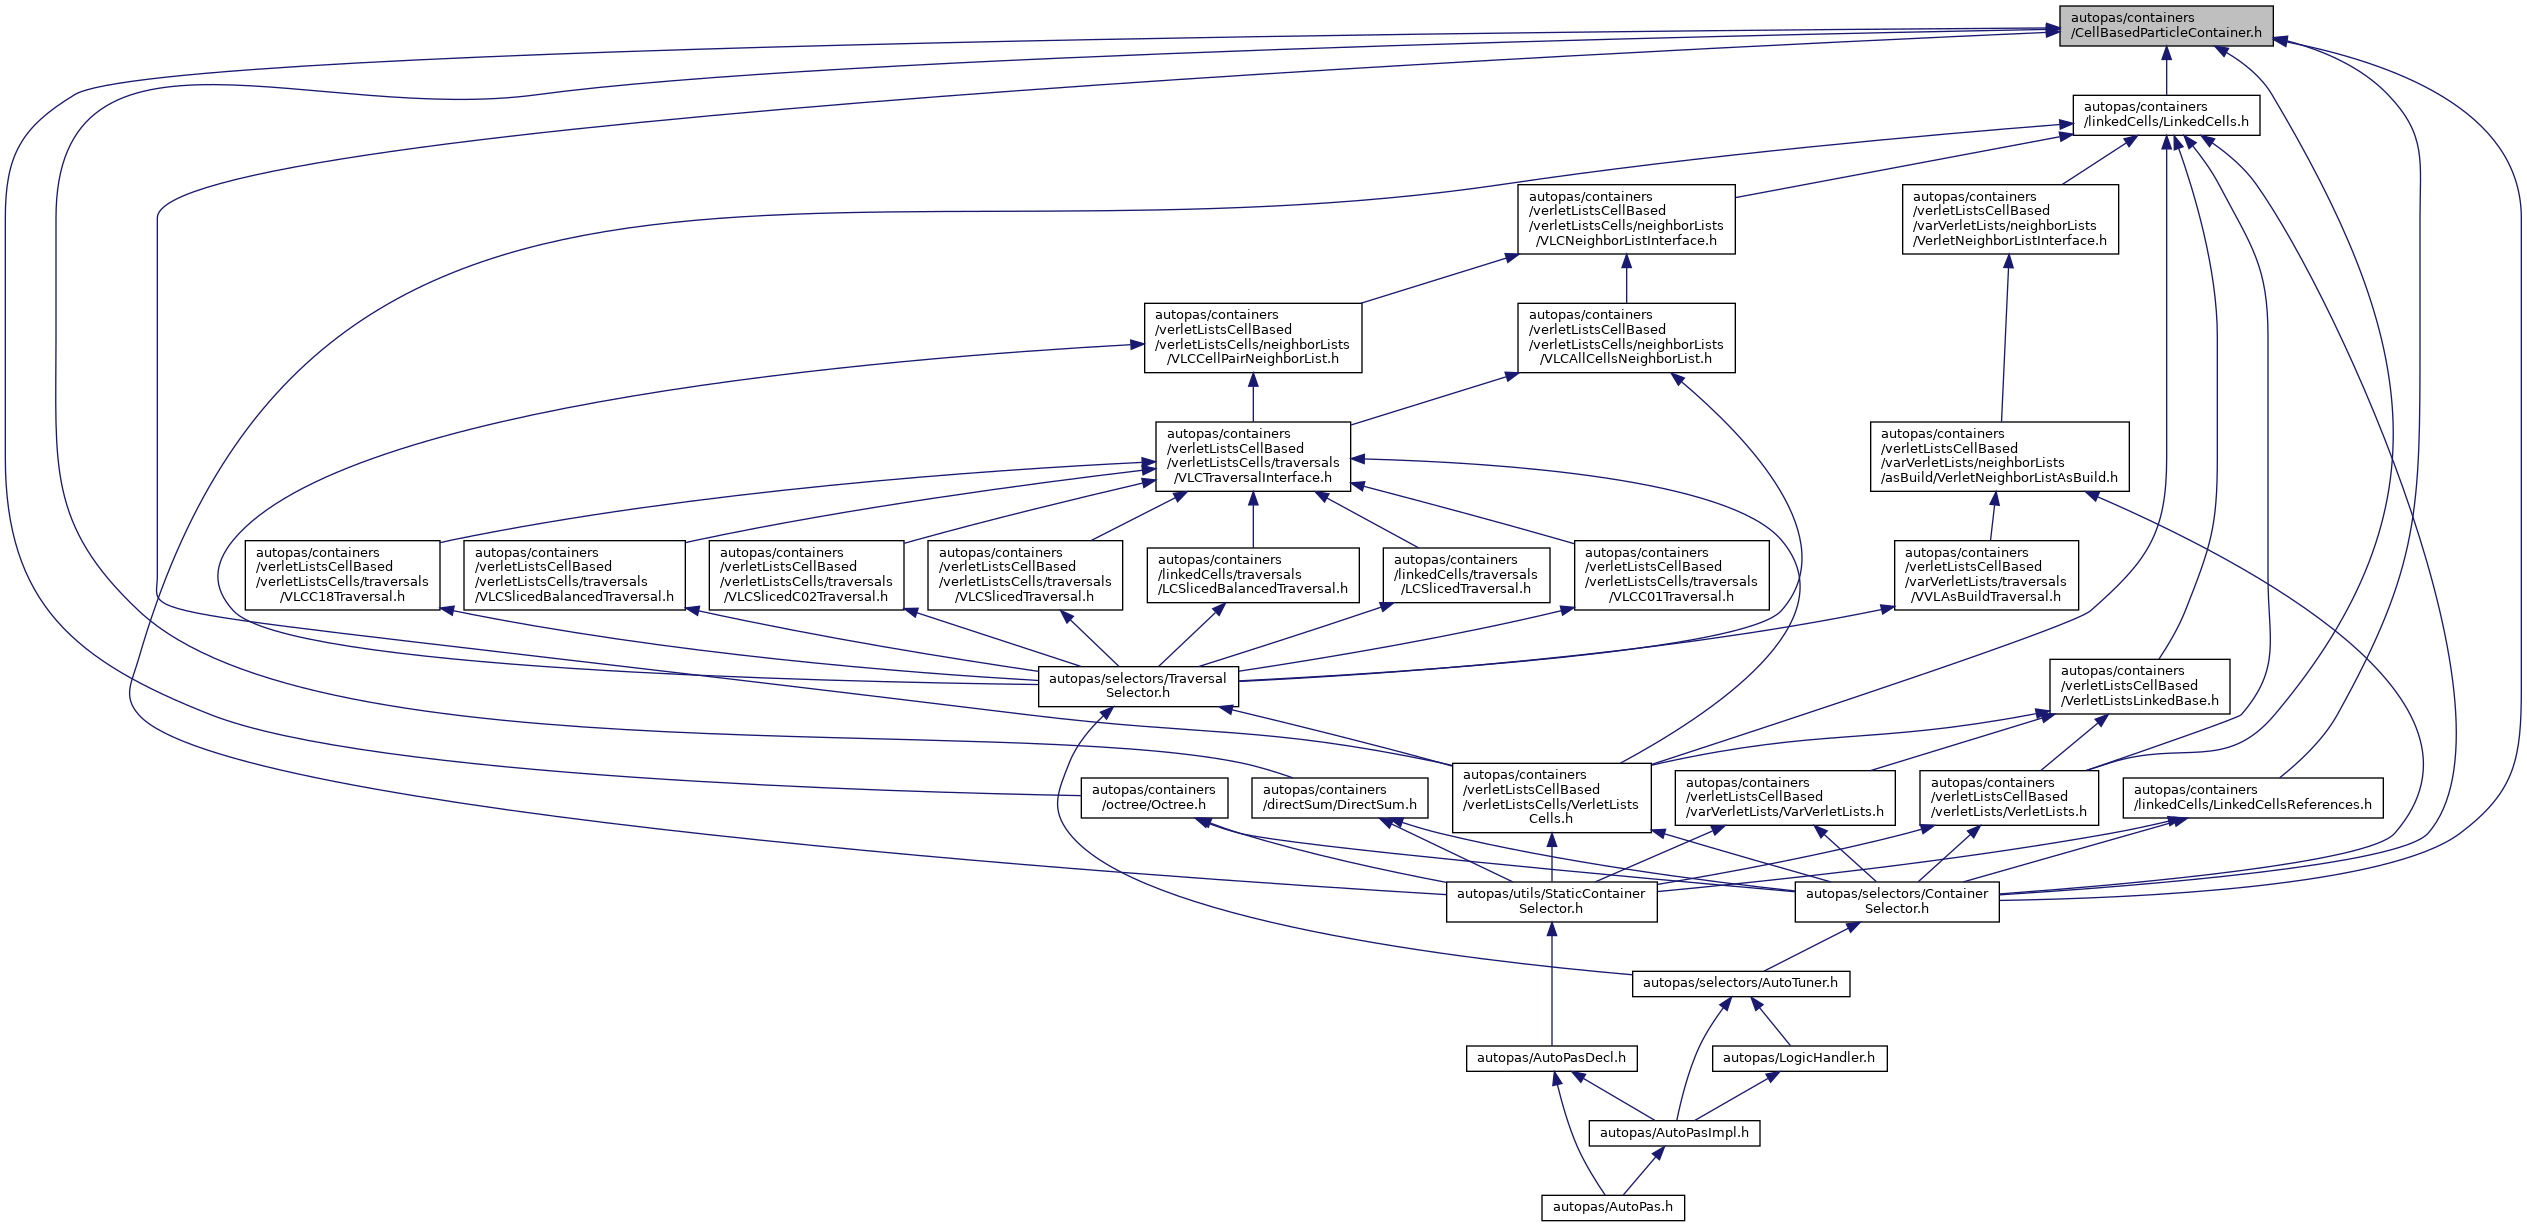 autopas/containers
/CellBasedParticleContainer.h
autopas/containers
/linkedCells/LinkedCells.h
autopas/containers
/verletListsCellBased
/verletListsCells/neighborLists
/VLCNeighborListInterface.h
autopas/containers
/verletListsCellBased
/varVerletLists/neighborLists
/VerletNeighborListInterface.h
autopas/containers
/verletListsCellBased
/verletListsCells/neighborLists
/VLCCellPairNeighborList.h
autopas/containers
/verletListsCellBased
/verletListsCells/neighborLists
/VLCAllCellsNeighborList.h
autopas/containers
/verletListsCellBased
/verletListsCells/traversals
/VLCTraversalInterface.h
autopas/containers
/verletListsCellBased
/varVerletLists/neighborLists
/asBuild/VerletNeighborListAsBuild.h
autopas/containers
/verletListsCellBased
/verletListsCells/traversals
/VLCC18Traversal.h
autopas/containers
/verletListsCellBased
/verletListsCells/traversals
/VLCSlicedBalancedTraversal.h
autopas/containers
/verletListsCellBased
/verletListsCells/traversals
/VLCSlicedC02Traversal.h
autopas/containers
/verletListsCellBased
/verletListsCells/traversals
/VLCSlicedTraversal.h
autopas/containers
/linkedCells/traversals
/LCSlicedBalancedTraversal.h
autopas/containers
/linkedCells/traversals
/LCSlicedTraversal.h
autopas/containers
/verletListsCellBased
/verletListsCells/traversals
/VLCC01Traversal.h
autopas/containers
/verletListsCellBased
/varVerletLists/traversals
/VVLAsBuildTraversal.h
autopas/selectors/Traversal
Selector.h
autopas/containers
/verletListsCellBased
/VerletListsLinkedBase.h
autopas/containers
/octree/Octree.h
autopas/containers
/directSum/DirectSum.h
autopas/containers
/verletListsCellBased
/verletListsCells/VerletLists
Cells.h
autopas/containers
/verletListsCellBased
/varVerletLists/VarVerletLists.h
autopas/containers
/verletListsCellBased
/verletLists/VerletLists.h
autopas/containers
/linkedCells/LinkedCellsReferences.h
autopas/utils/StaticContainer
Selector.h
autopas/selectors/Container
Selector.h
autopas/selectors/AutoTuner.h
autopas/AutoPasDecl.h
autopas/LogicHandler.h
autopas/AutoPasImpl.h
autopas/AutoPas.h